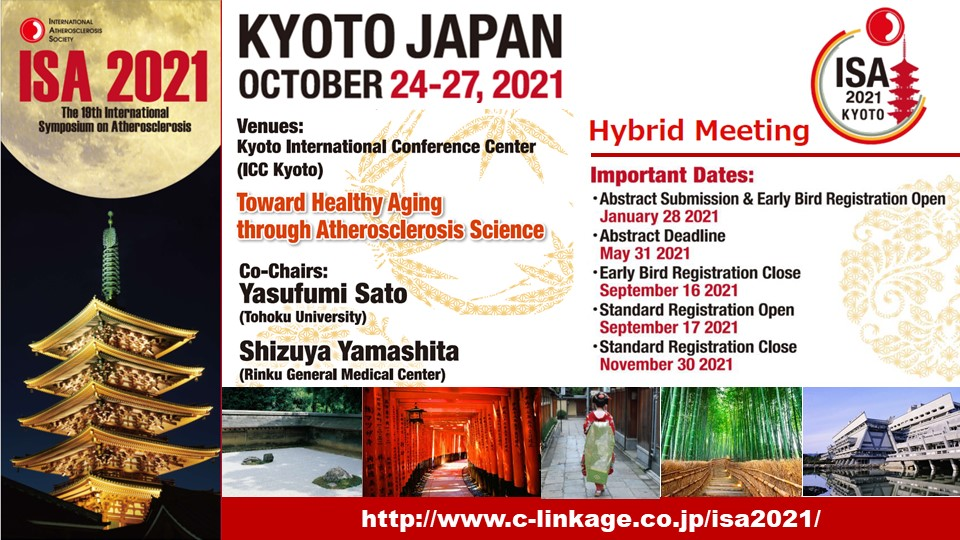 INTERNATIONAL
ATHEROSCLEROSIS
SOCIETY
ISA 2021
The 19th International
Symposium on Atherosclerosis
KYOTO JAPAN
OCTOBER 24-27, 2021
Venues:
Kyoto International Conference Center
(ICC Kyoto)
Toward Healthy Aging
through Atherosclerosis Science
Co-Chairs:
Yasufumi Sato
(Tohoku University)
Shizuya Yamashita
(Rinku General Medical Center)
ISA
2021
KYOTO
Hybrid Meeting
Important Dates:
・Abstract Submission & Early Bird Registration Open
January 28 2021
・Abstract Deadline
May 31 2021
・Early Bird Registration Close
September 16 2021
・Standard Registration Open
September 17 2021
・Standard Registration Close
November 30 2021
http://www.c-linkage.co.jp/isa2021/